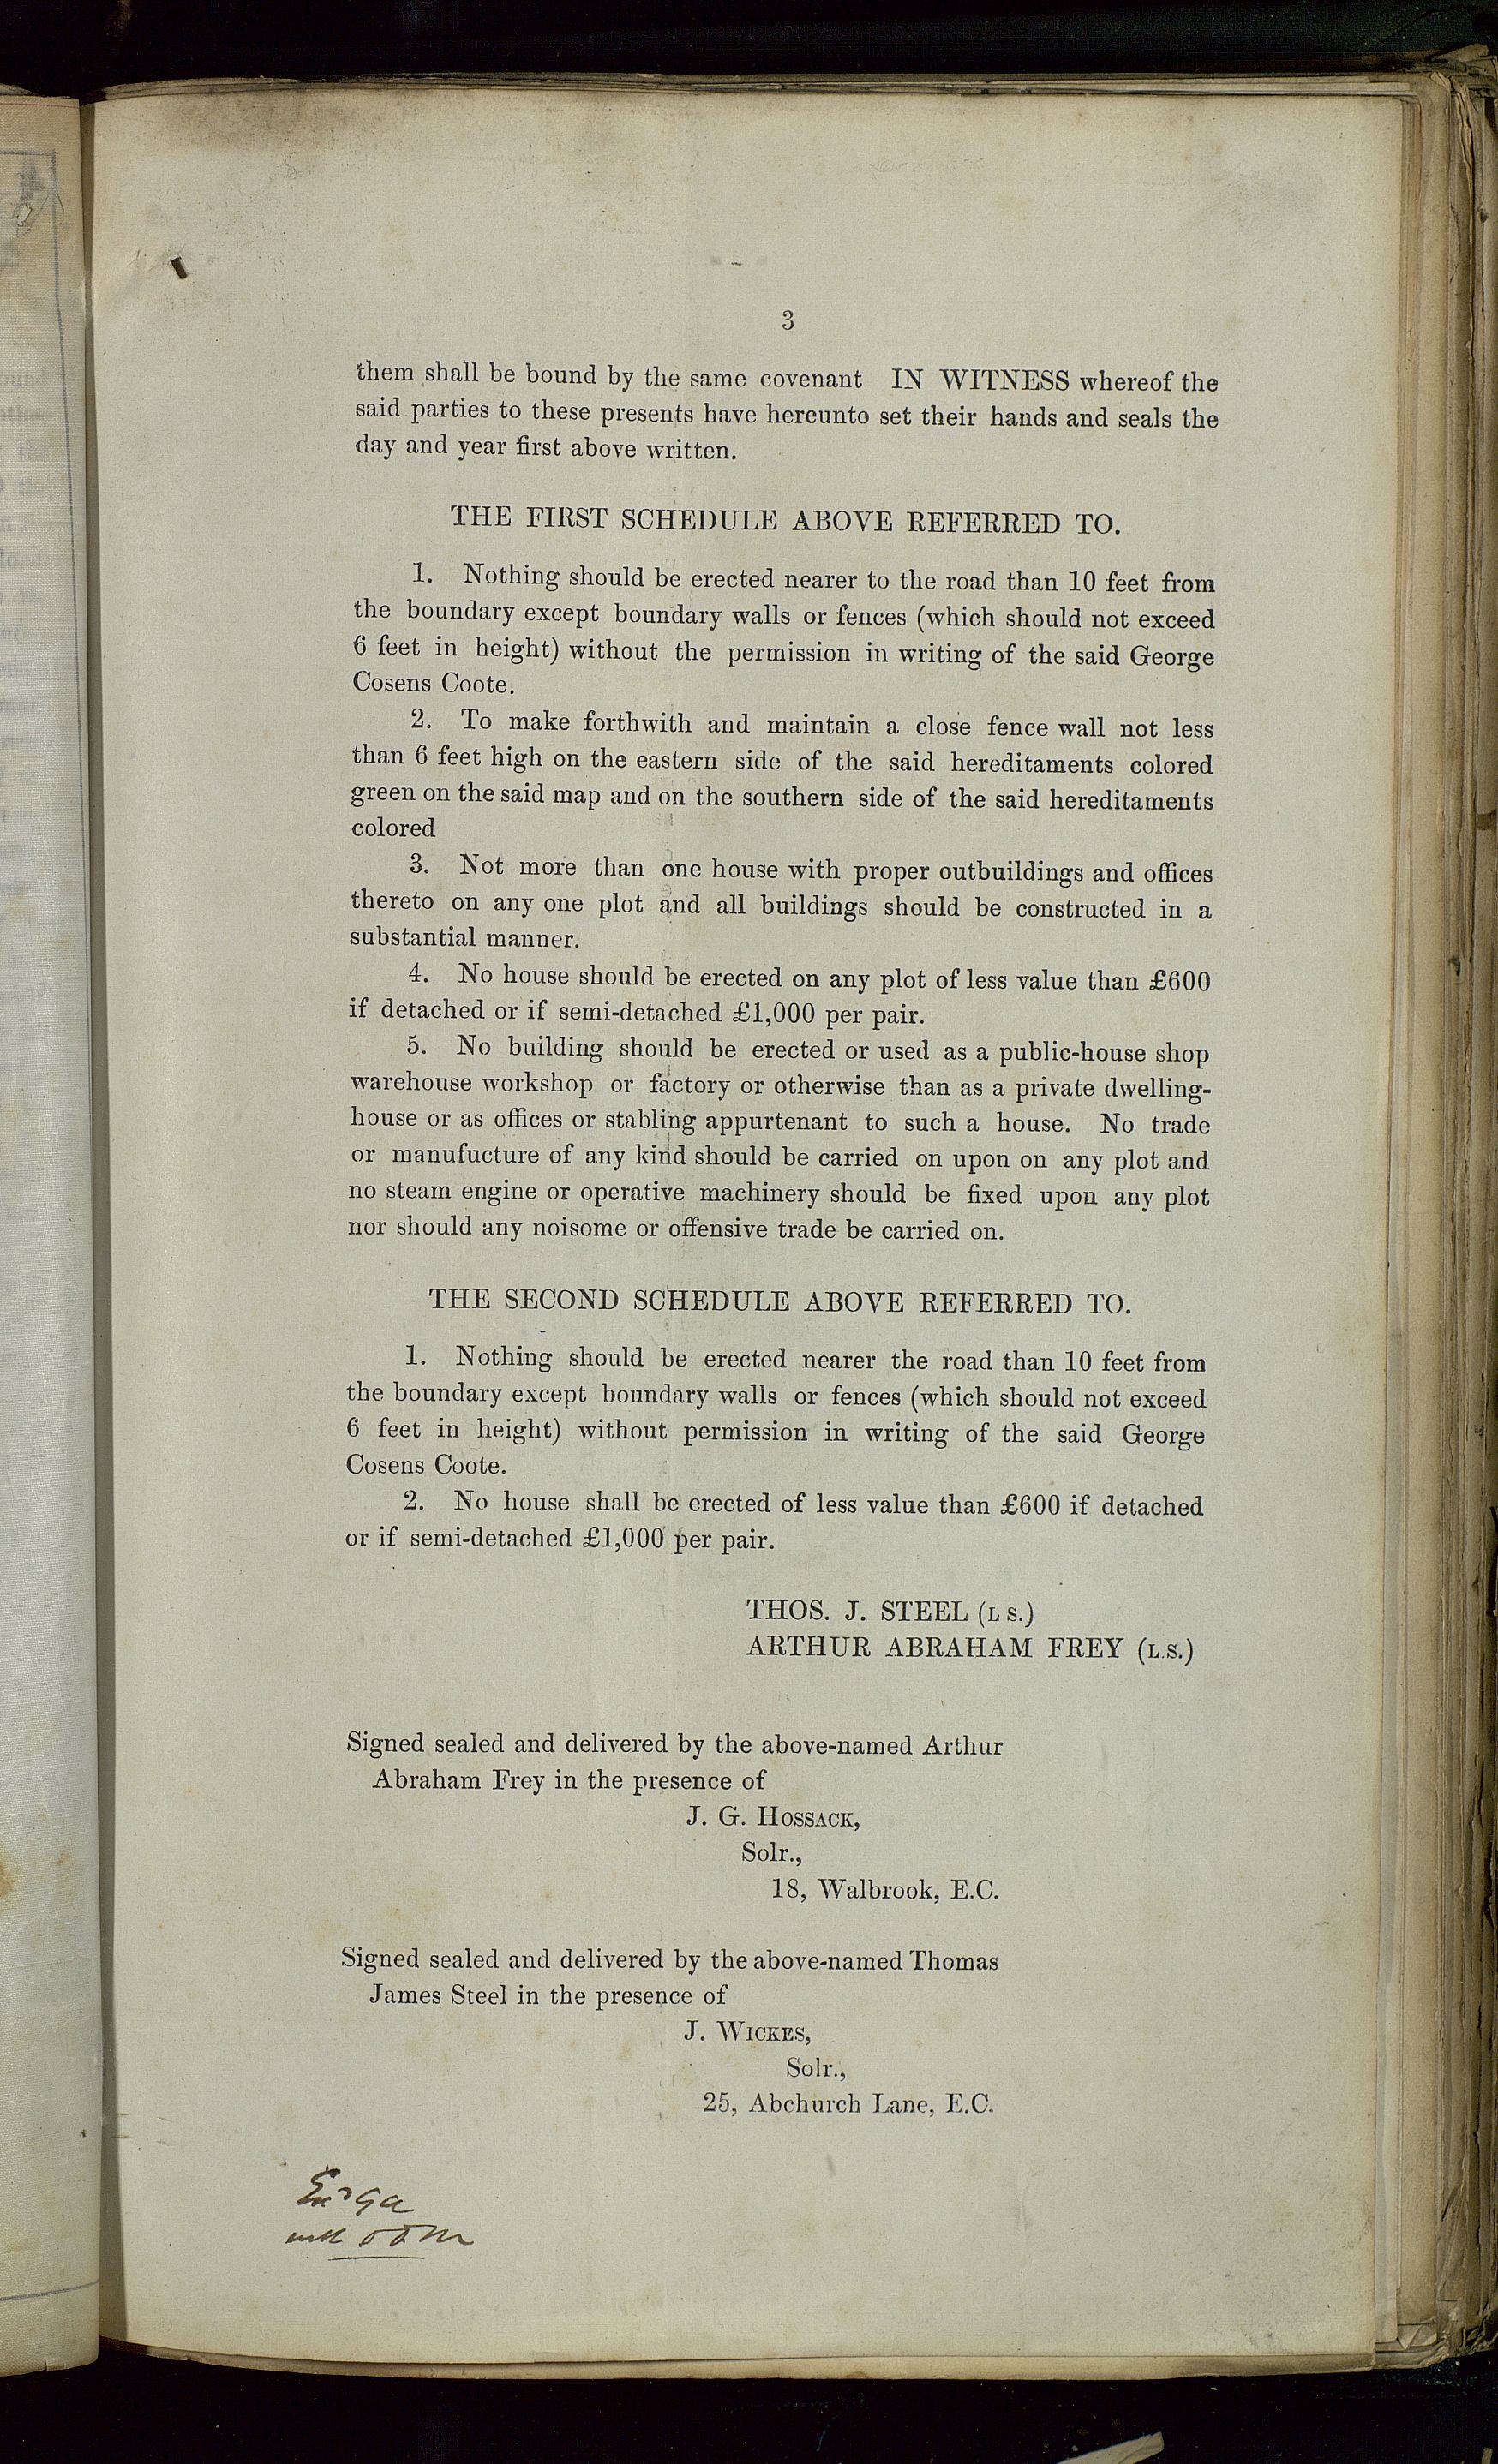 3
them shall be bound by the same covenant IN WITNESS whereof the
said parties to these presents have hereunto set their hands and seals the
day and year first above written.
THE FIRST SCHEDULE ABOVE REFERRED TO.
1. Nothing should be erected nearer to the road than 10 feet from
the boundary except boundary walls or fences (which should not exceed
6 feet in height) without the permission in writing of the said George
Cosens Coote.
2. To make forthwith and maintain a close fence wall not less
than 6 feet high on the eastern side of the said hereditaments colored
green on the said map and on the southern side of the said hereditaments
colored
3. Not more than one house with proper outbuildings and offices
thereto on any one plot and all buildings should be constructed in a
substantial manner.
4. No house should be erected on any plot of less value than £600
if detached or if semi-detached £1,000 per pair.
5. No building should be erected or used as a public-house shop
warehouse workshop or factory or otherwise than as a private dwelling-
house or as offices or stabling appurtenant to such a house. No trade
or manufucture of any kind should be carried on upon on any plot and
no steam engine or operative machinery should be fixed upon any plot
nor should any noisome or offensive trade be carried on.
THE SECOND SCHEDULE ABOVE REFERRED TO.
1. Nothing should be erected nearer the road than 10 feet from
the boundary except boundary walls or fences (which should not exceed
6 feet in height) without permission in writing of the said George
Cosens Coote.
2. No house shall be erected of less value than £600 if detached
or if semi-detached £1,000 per pair.
THOS. J. STEEL (L S.)
ARTHUR ABRAHAM FREY (L.S.)
Signed sealed and delivered by the above-named Arthur
Abraham Frey in the presence of
J. G. HOSSACK,
Solr.,
18, Walbrook, E.C.
Signed sealed and delivered by the above-named Thomas
James Steel in the presence of
J. WICKES,
Solr.,
25, Abchurch Lane, E.C.